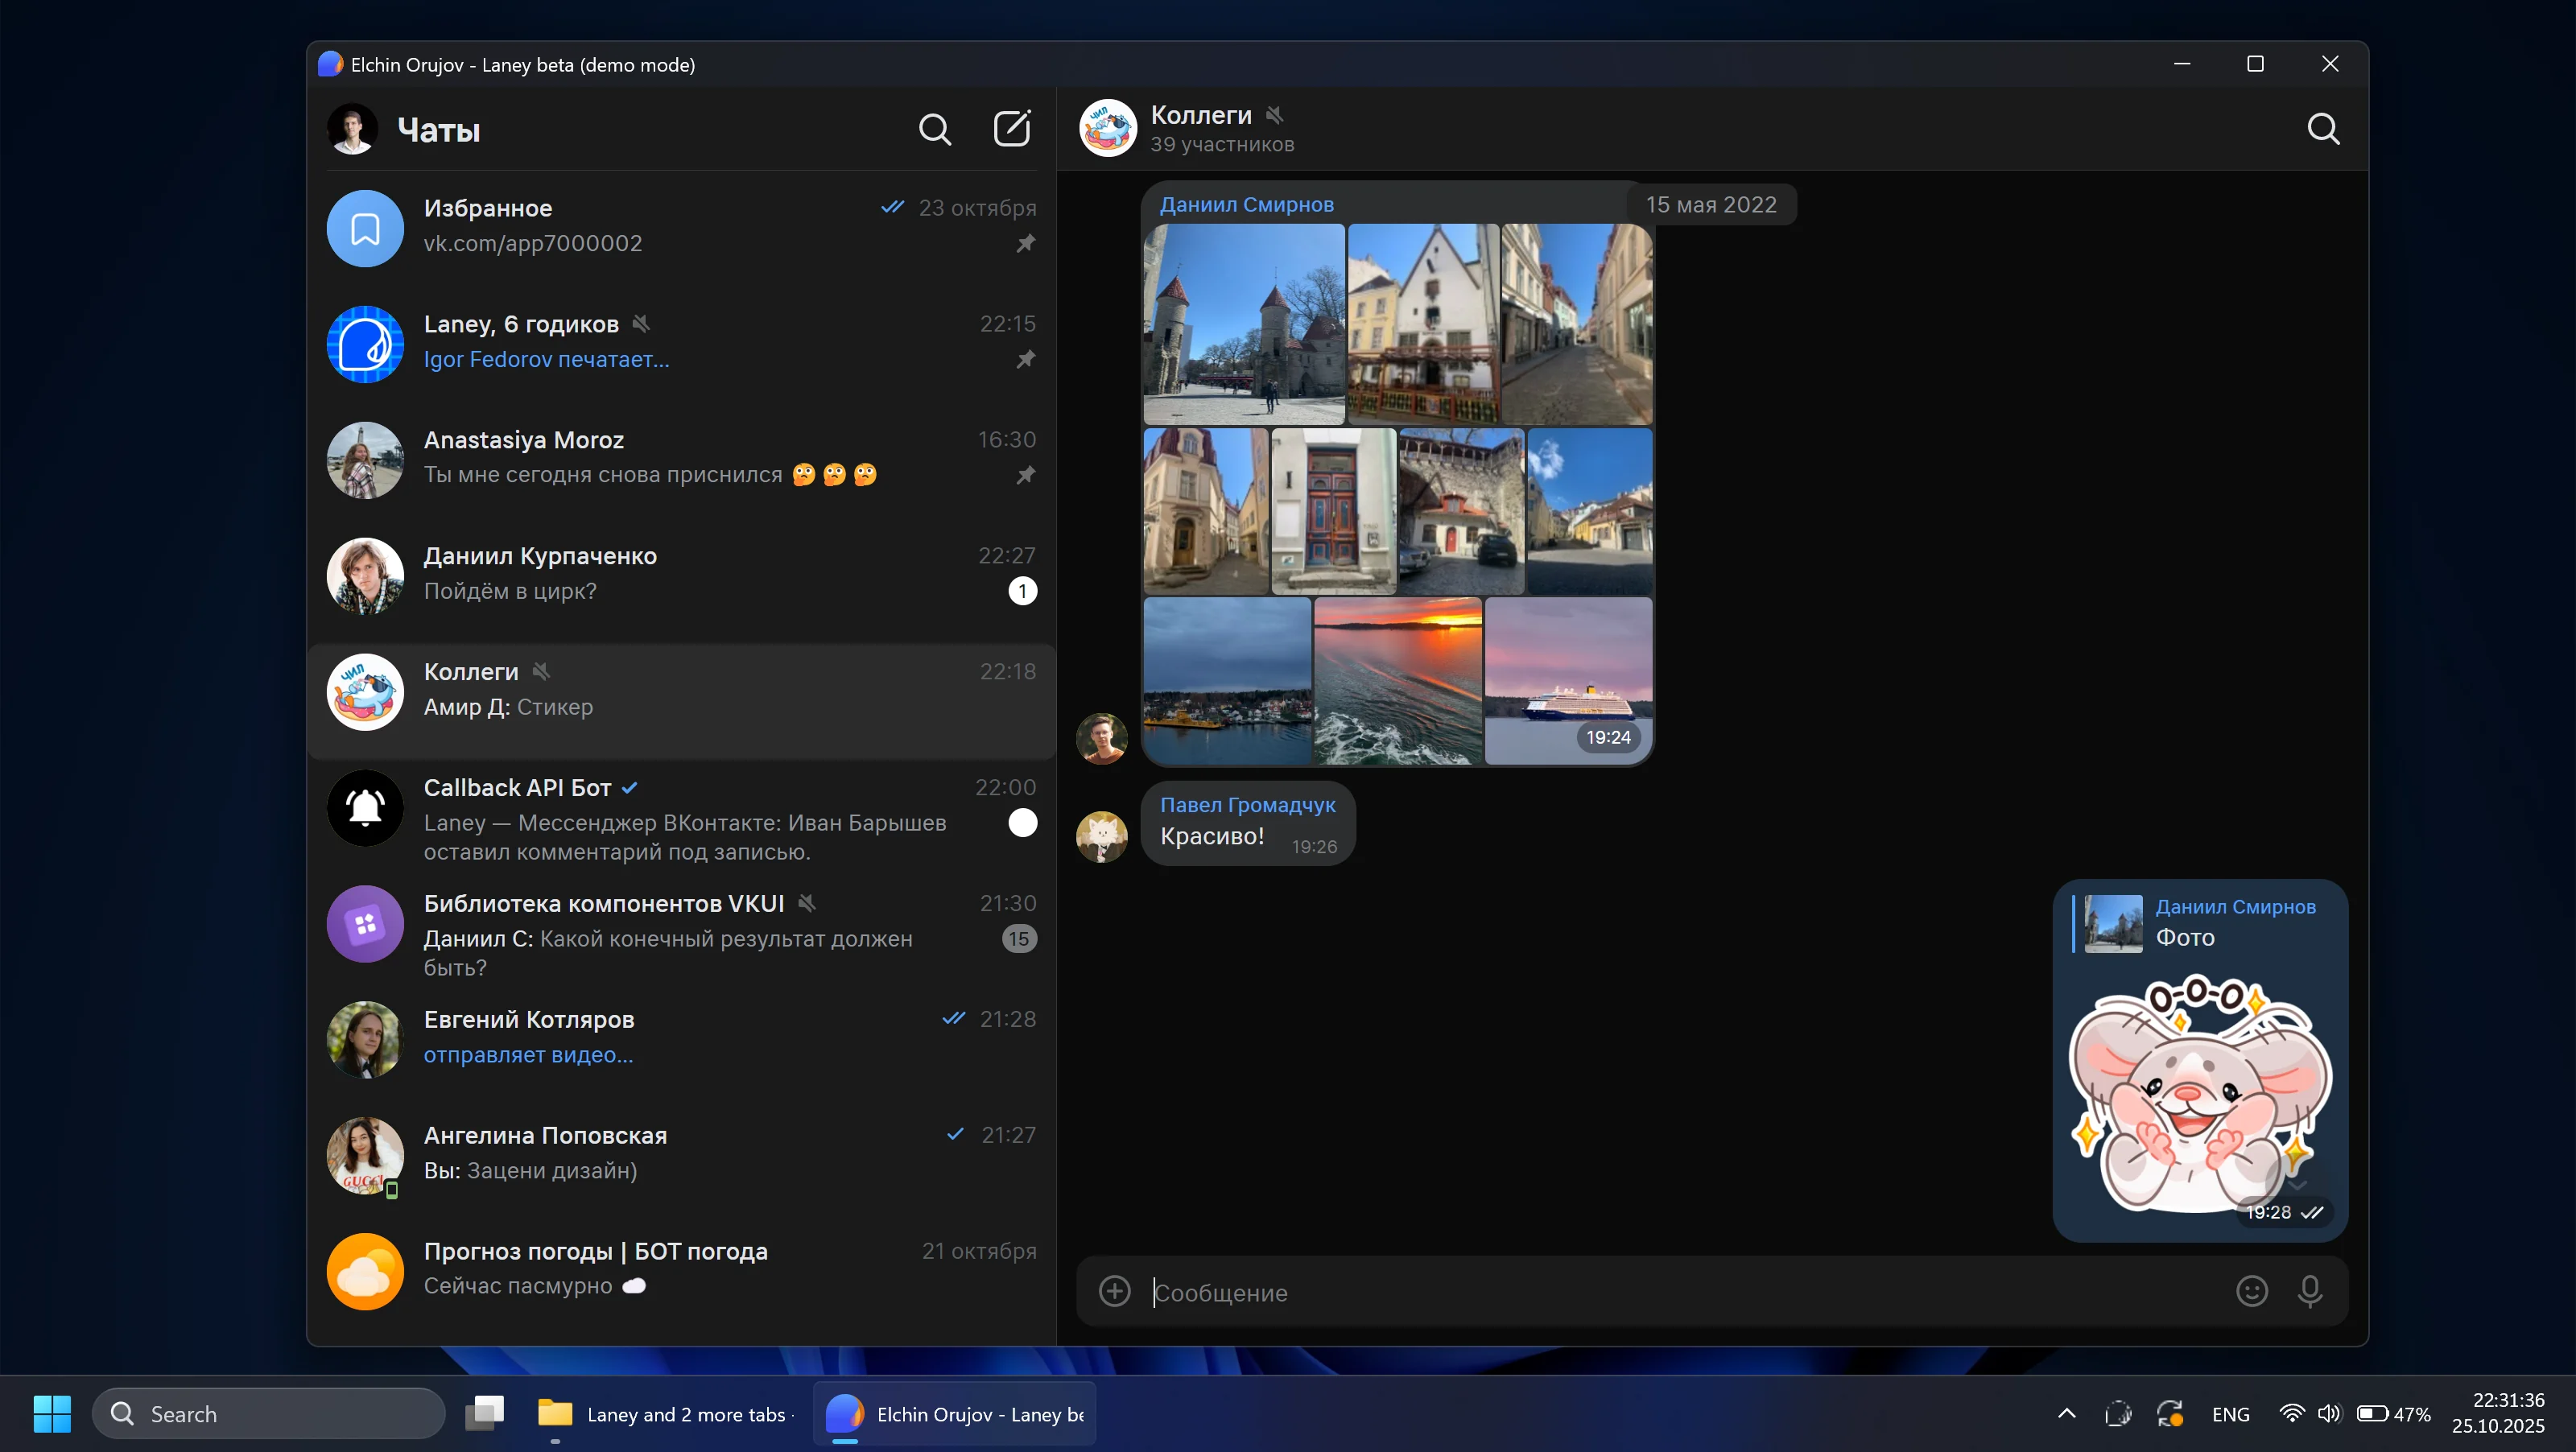 Elchin Orujov - Laney beta (demo mode)
Чаты
Избранное
23 октября
vk.com/app7000002
Laney, 6 годиков
22:15
Igor Fedorov печатает...
Anastasiya Moroz
16:30
Ты мне сегодня снова приснился
Даниил Курпаченко
22:27
Пойдём в цирк?
1
ЧИЛ
Коллеги
22:18
Амир Д: Стикер
Callback API Бот
22:00
Laney — Мессенджер ВКонтакте: Иван Барышев
оставил комментарий под записью.
Библиотека компонентов VKUI
21:30
Даниил С: Какой конечный результат должен
15
быть?
Евгений Котляров
21:28
отправляет видео...
Ангелина Поповская
21:27
Вы: Зацени дизайн)
GUCCI
Прогноз погоды | БОТ погода
21 октября
Сейчас пасмурно
ЧИЛ
Коллеги
39 участников
15 мая 2022
Даниил Смирнов
19:24
Павел Громадчук
Красиво!
19:26
Даниил Смирнов
Фото
19:28
Сообщение
Search
Laney and 2 more tabs -
Elchin Orujov - Laney be
ENG
47%
22:31:36
25.10.2025